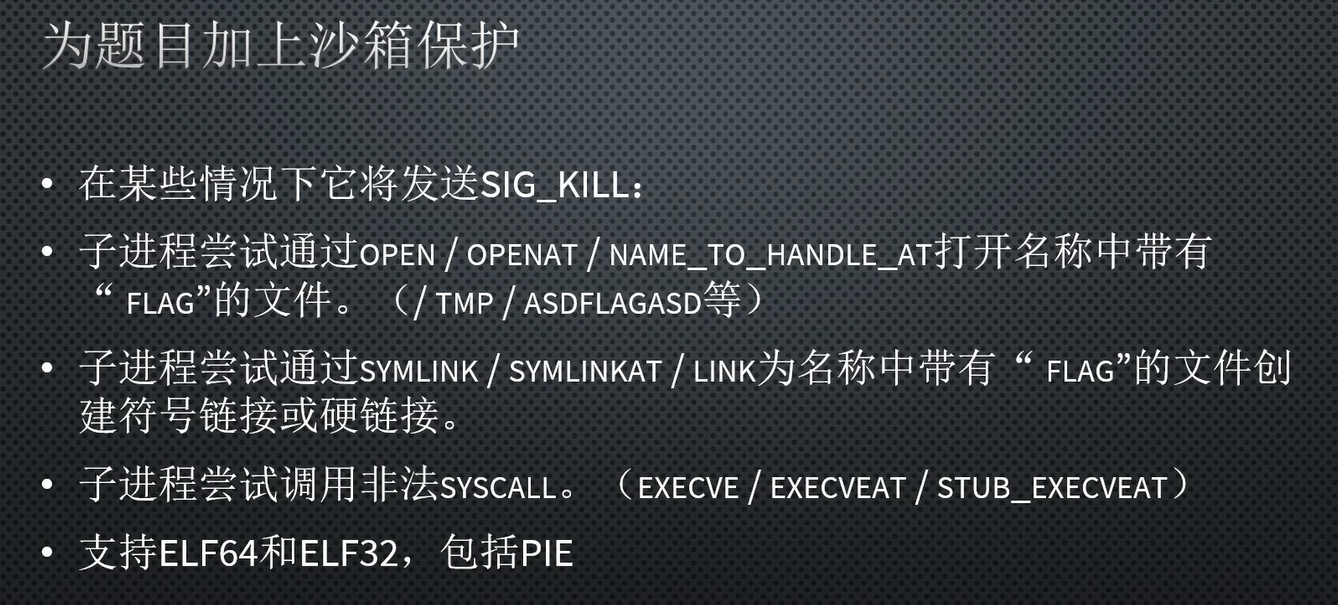 为题目加上沙箱保护
• 在某些情况下它将发送SIG_KILL：
• 子进程尝试通过OPEN / OPENAT / NAME_TO_HANDLE_AT打开名称中带有
“ FLAG”的文件。（/ TMP / ASDFLAGASD等）
• 子进程尝试通过SYMLINK / SYMLINKAT / LINK为名称中带有“ FLAG”的文件创
建符号链接或硬链接。
• 子进程尝试调用非法SYSCALL。（EXECVE / EXECVEAT / STUB_EXECVEAT）
• 支持ELF64和ELF32，包括PIE